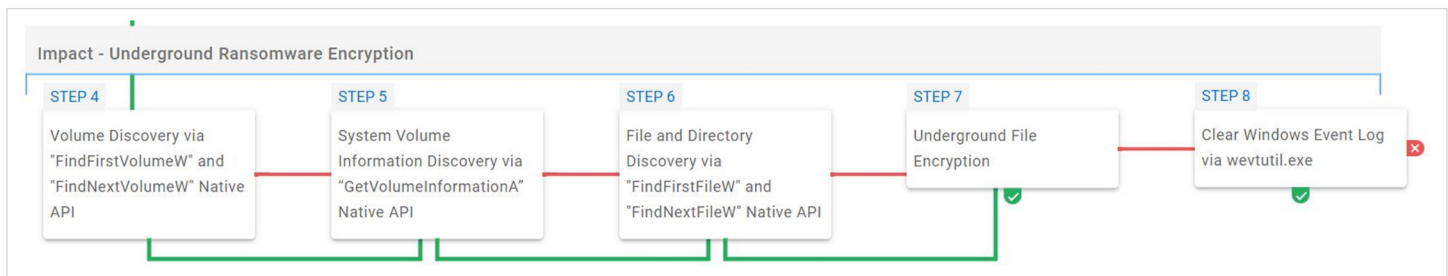 Impact - Underground Ransomware Encryption
STEP 4
Volume Discovery via
"FindFirstVolumeW" and
"FindNextVolumeW" Native
API
STEP 5
System Volume
Information Discovery via
“GetVolumeInformationA”
Native API
STEP 6
File and Directory
Discovery via
"FindFirstFileW" and
"FindNextFileW" Native API
STEP 7
Underground File
Encryption
STEP 8
Clear Windows Event Log
via wevtutil.exe